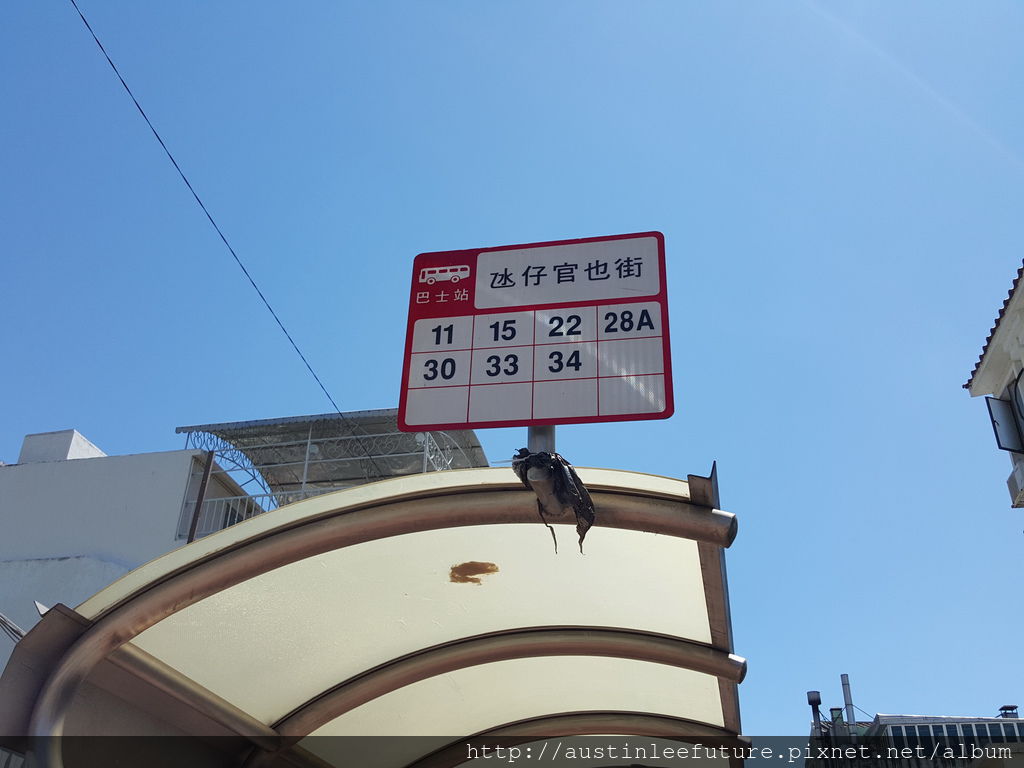 氹仔官也街
巴士站
11 15 22 28A
30 33 34
http://austinleefuture.pixnet.net/album